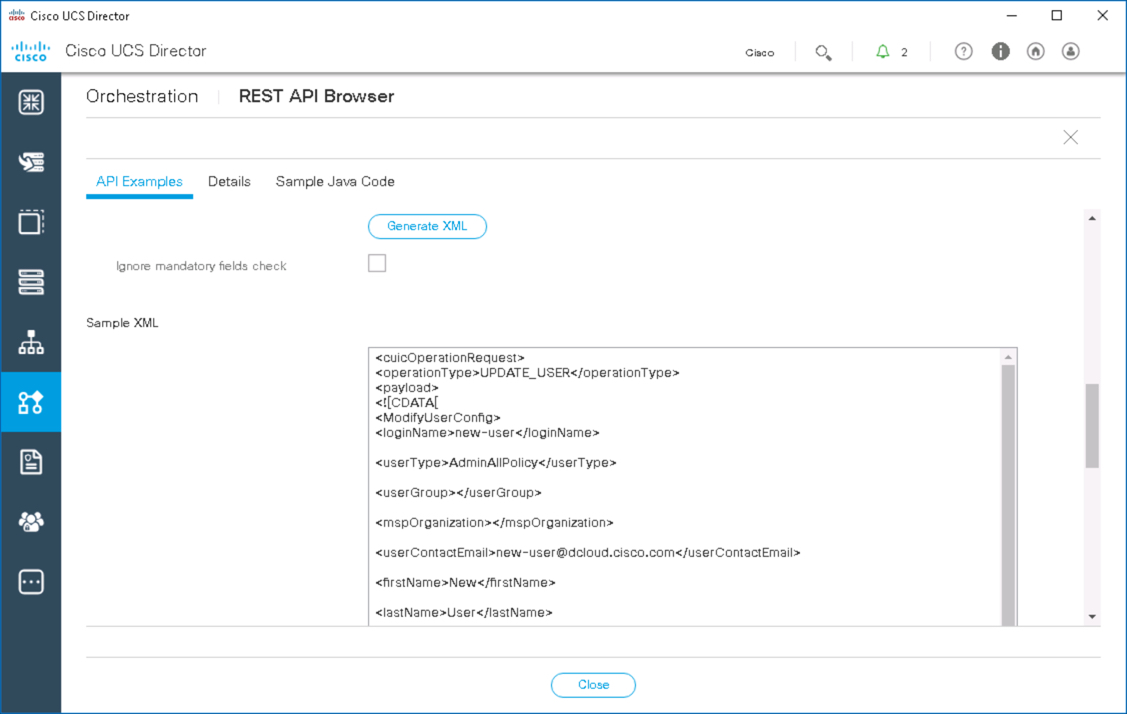 cisco Cisco UCS Director
cisco Cisco UCS Director Cisco 2
Orchestration REST API Browser
API Examples Details Sample Java Code
Generate XML
Ignore mandatory fields check
Sample XML
<cuicOperationRequest>
<operationType>UPDATE_USER</operationType>
<payload>
<![CDATA[
<ModifyUserConfig>
<loginName>new-user</loginName>
<userType>AdminAllPolicy</userType>
<userGroup></userGroup>
<mspOrganization></mspOrganization>
<userContactEmail>new-user@dcloud.cisco.com</userContactEmail>
<firstName>New</firstName>
<lastName>User</lastName>
Close